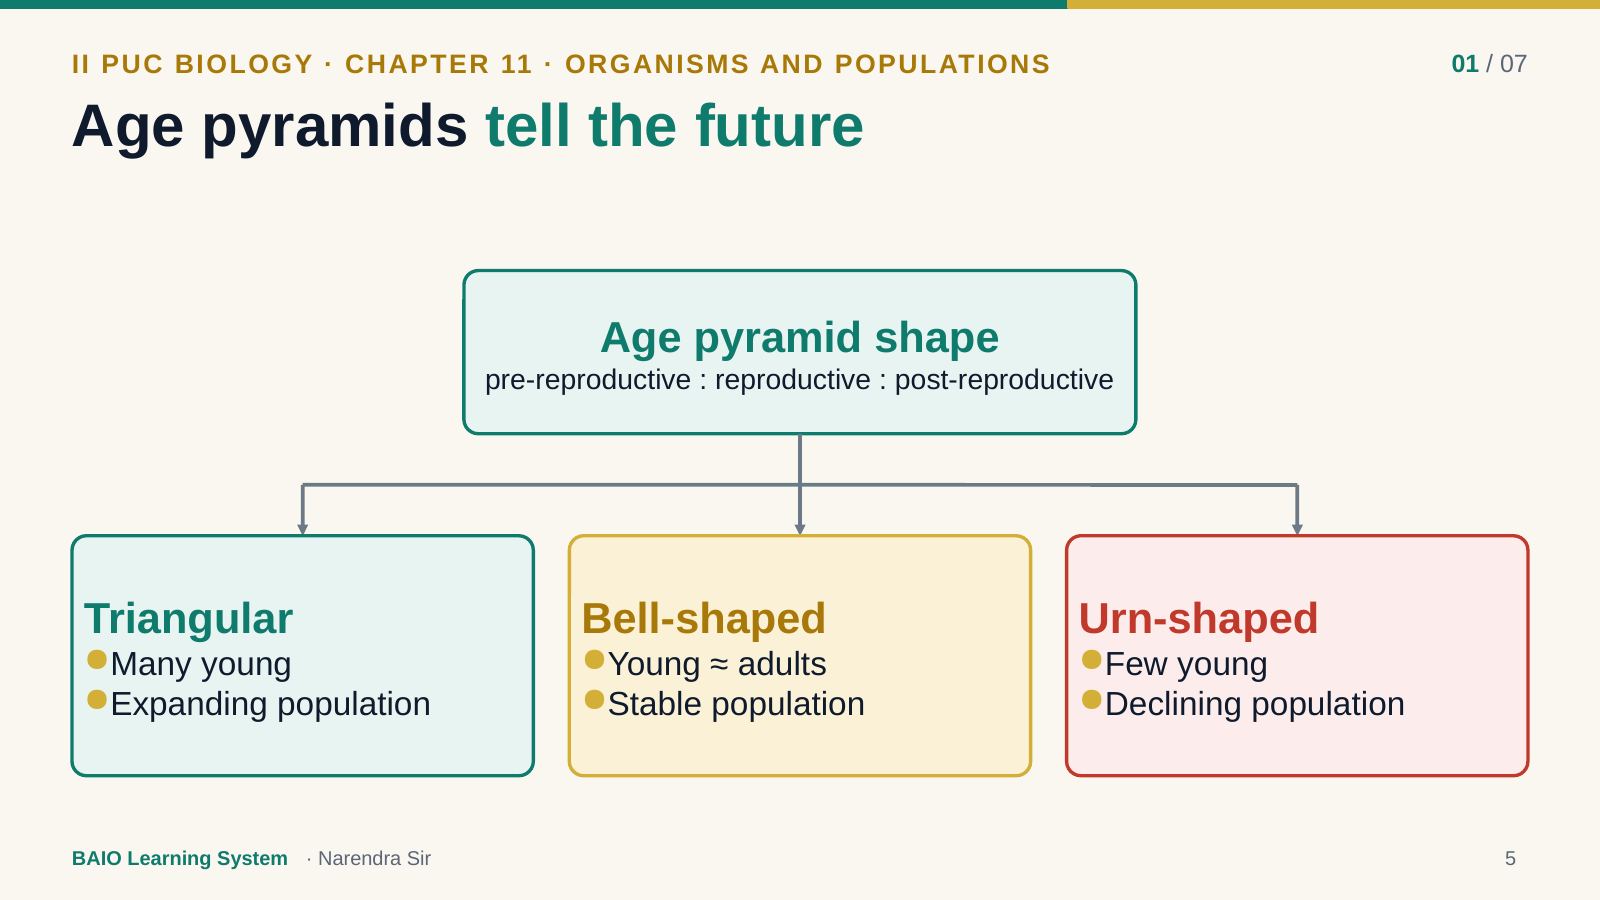 II PUC BIOLOGY · CHAPTER 11 · ORGANISMS AND POPULATIONS
01 / 07
Age pyramids tell the future
Age pyramid shape
pre-reproductive : reproductive : post-reproductive
Triangular
Many young
Expanding population
Bell-shaped
Young ≈ adults
Stable population
Urn-shaped
Few young
Declining population
BAIO Learning System · Narendra Sir
5